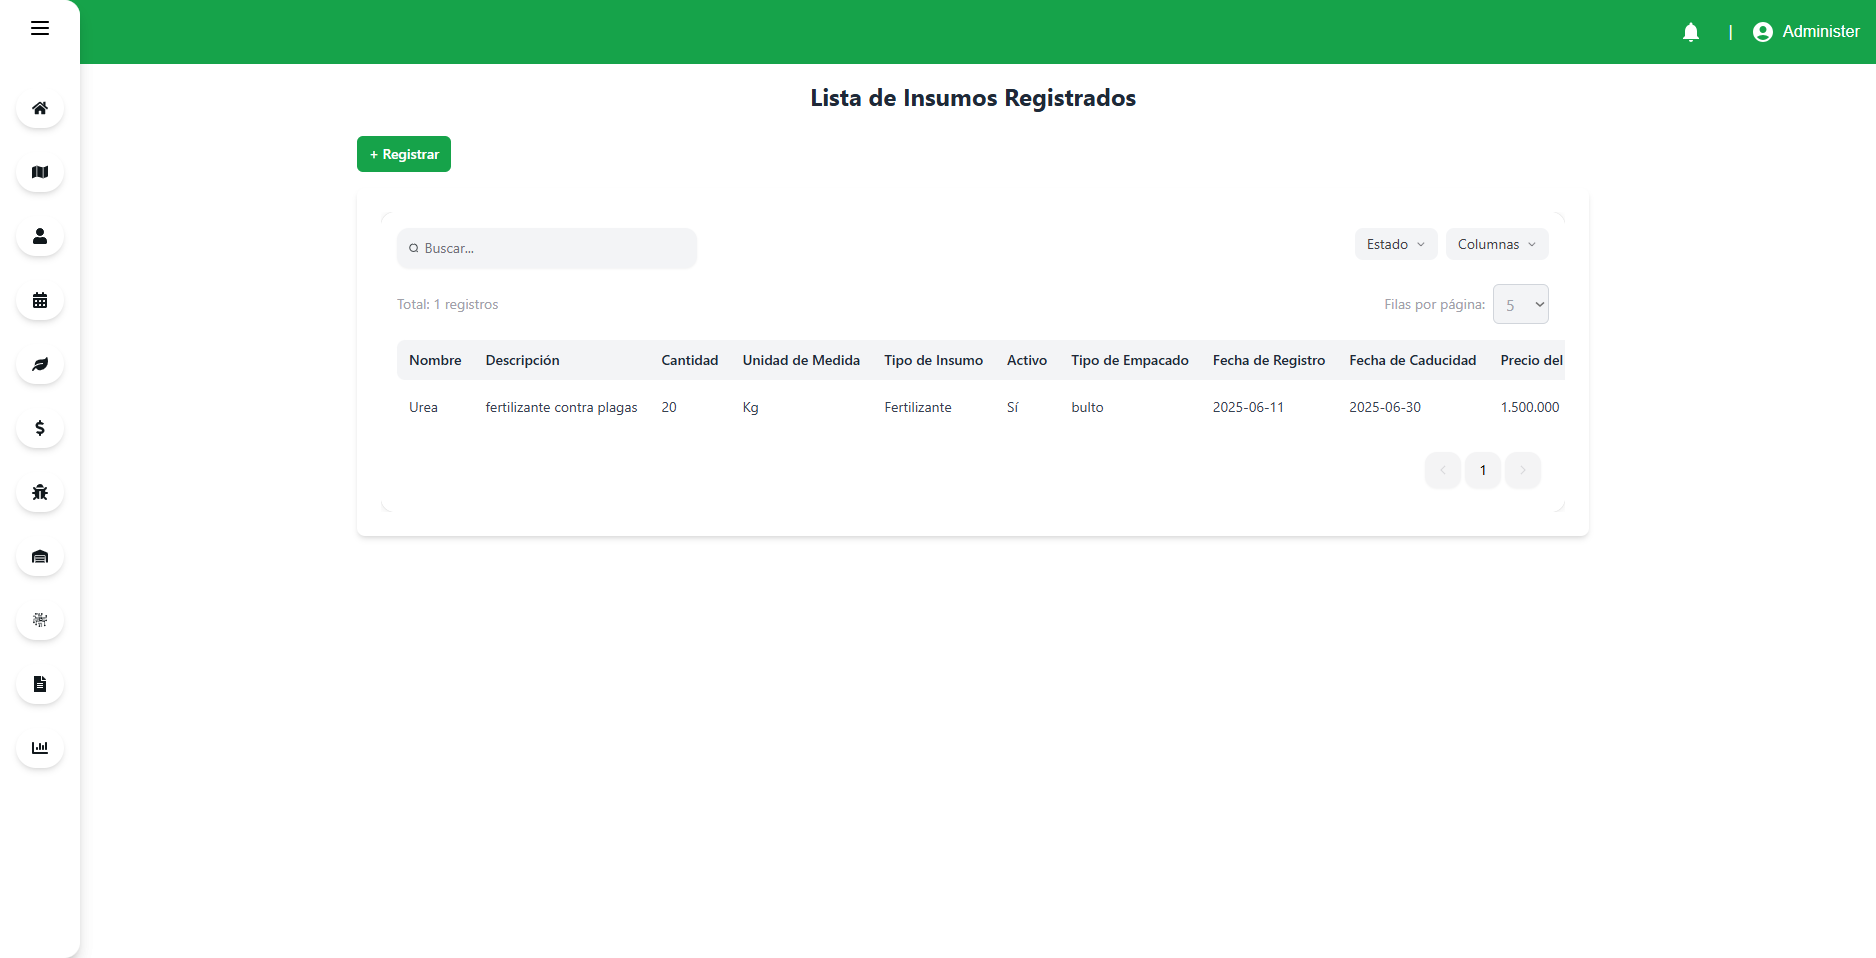 | Administer
Lista de Insumos Registrados
+ Registrar
Buscar...
Estado Columnas
Total: 1 registros Filas por página: 5
Nombre Descripción Cantidad Unidad de Medida Tipo de Insumo Activo Tipo de Empacado Fecha de Registro Fecha de Caducidad Precio del
Urea fertilizante contra plagas 20 Kg Fertilizante Sí bulto 2025-06-11 2025-06-30 1.500.000
1